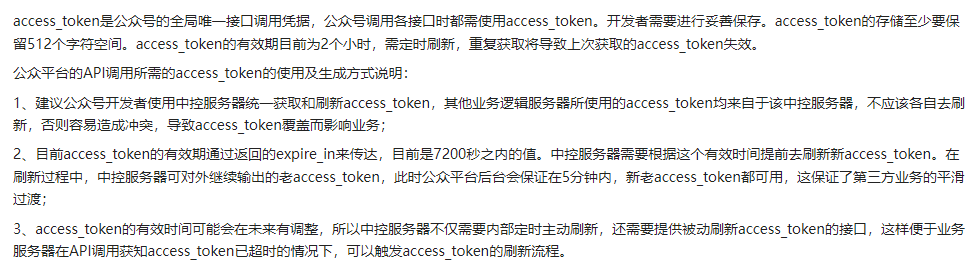 access_token是公众号的全局唯一接口调用凭据，公众号调用各接口时都需使用access_token。开发者需要进行妥善保存。access_token的存储至少要保
留512个字符空间。access_token的有效期目前为2个小时，需定时刷新，重复获取将导致上次获取的access_token失效。
公众平台的API调用所需的access_token的使用及生成方式说明：
1、建议公众号开发者使用中控服务器统一获取和刷新access_token，其他业务逻辑服务器所使用的access_token均来自于该中控服务器，不应该各自去刷
新，否则容易造成冲突，导致access_token覆盖而影响业务；
2、目前access_token的有效期通过返回的expire_in来传达，目前是7200秒之内的值。中控服务器需要根据这个有效时间提前去刷新新access_token。在
刷新过程中，中控服务器可对外继续输出的老access_token，此时公众平台后台会保证在5分钟内，新老access_token都可用，这保证了第三方业务的平滑
过渡；
3、access_token的有效时间可能会在未来有调整，所以中控服务器不仅需要内部定时主动刷新，还需要提供被动刷新access_token的接口，这样便于业务
服务器在API调用获知access_token已超时的情况下，可以触发access_token的刷新流程。